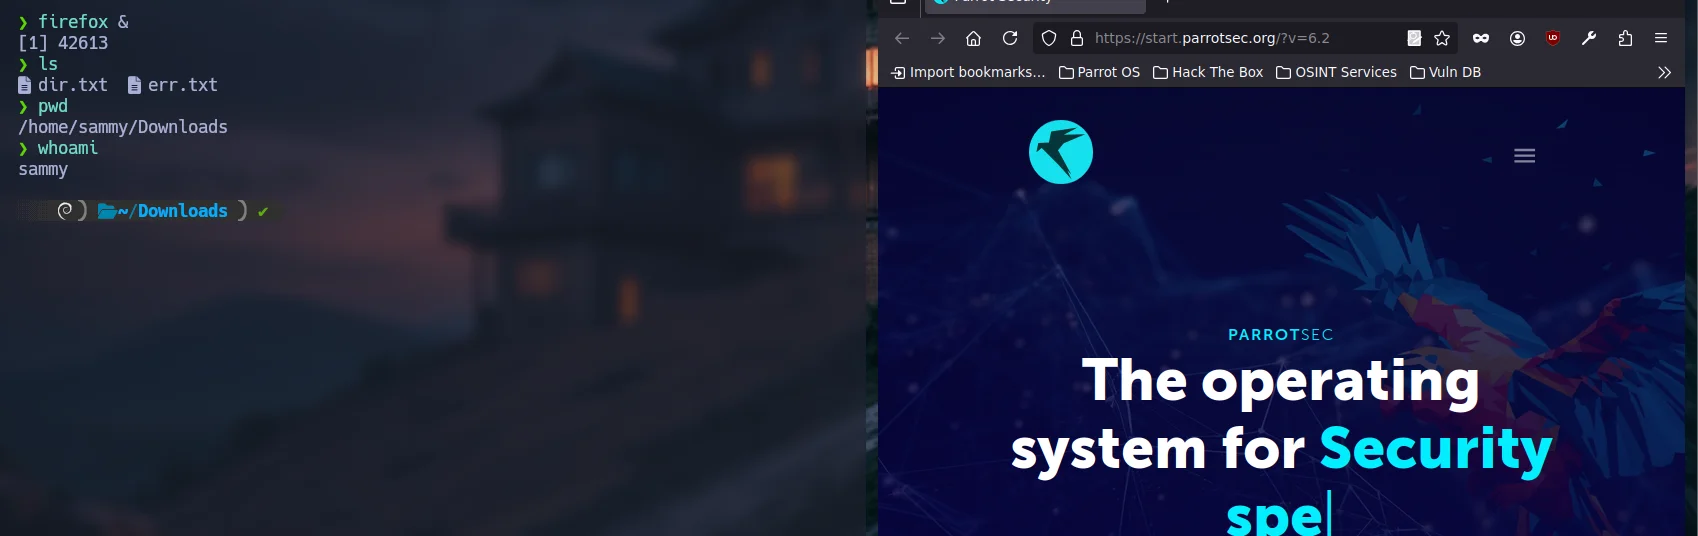 ❯ firefox &
[1] 42613
❯ ls
dir.txt err.txt
❯ pwd
/home/sammy/Downloads
❯ whoami
sammy
~/Downloads ) ✔
https://start.parrotsec.org/?v=6.2
Import bookmarks… Parrot OS Hack The Box OSINT Services Vuln DB
PARROTSEC
The operating
system for Security
spe